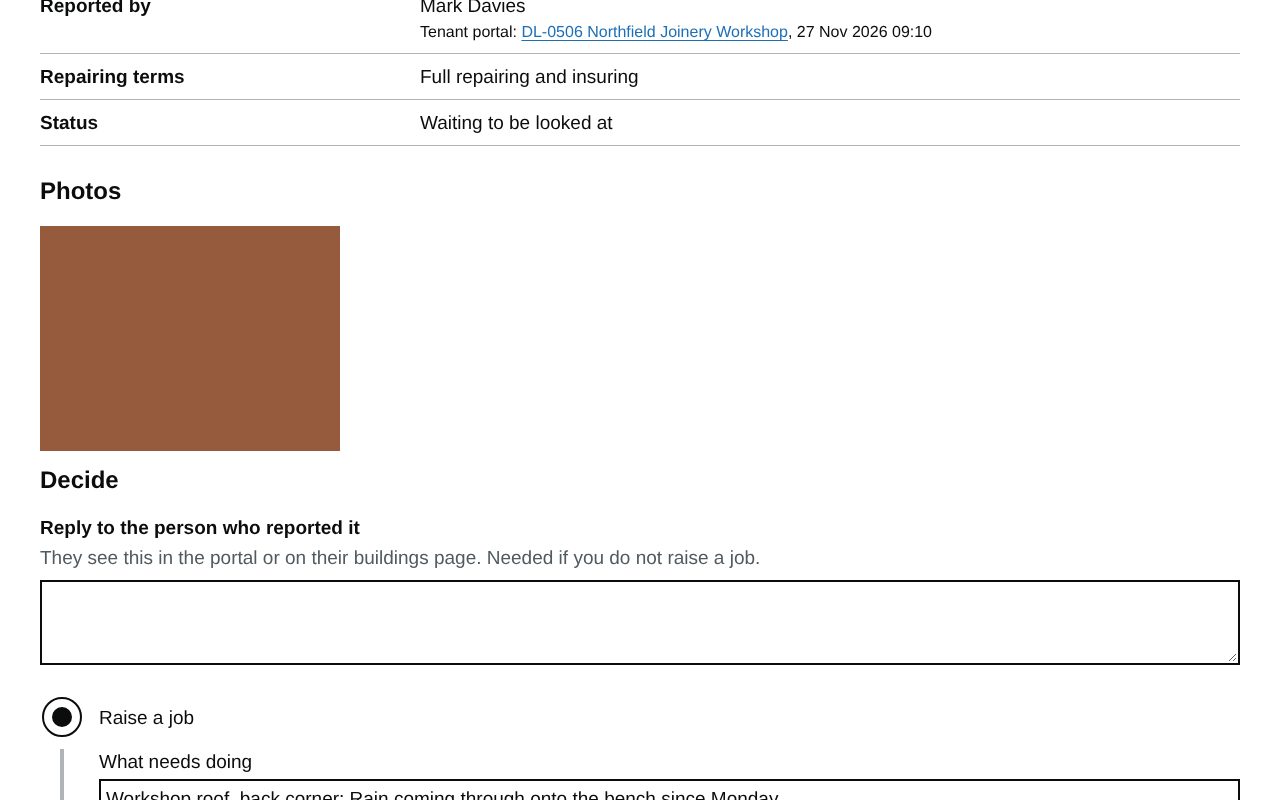 Reported by
Mark Davies
Tenant portal: DL-0506 Northfield Joinery Workshop, 27 Nov 2026 09:10
Repairing terms
Full repairing and insuring
Status
Waiting to be looked at
Photos
Decide
Reply to the person who reported it
They see this in the portal or on their buildings page. Needed if you do not raise a job.
Raise a job
What needs doing
Workshop roof, back corner: Rain coming through onto the bench since Monday